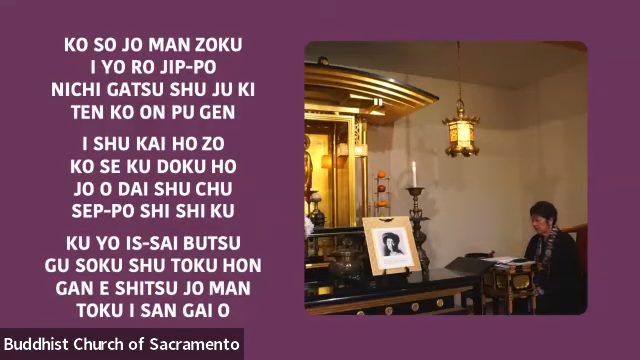 KO SO JO MAN ZOKU
I YO RO JIP-PO
NICHI GATSU SHU JU KI
TEN KO ON PU GEN
I SHU KAI HO ZO
KO SE KU DOKU HO
JO O DAI SHU CHU
SEP-PO SHI SHI KU
KU YO IS-SAI BUTSU
GU SOKU SHU TOKU HON
GAN E SHITSU JO MAN
TOKU I SAN GAI O
Buddhist Church of Sacramento